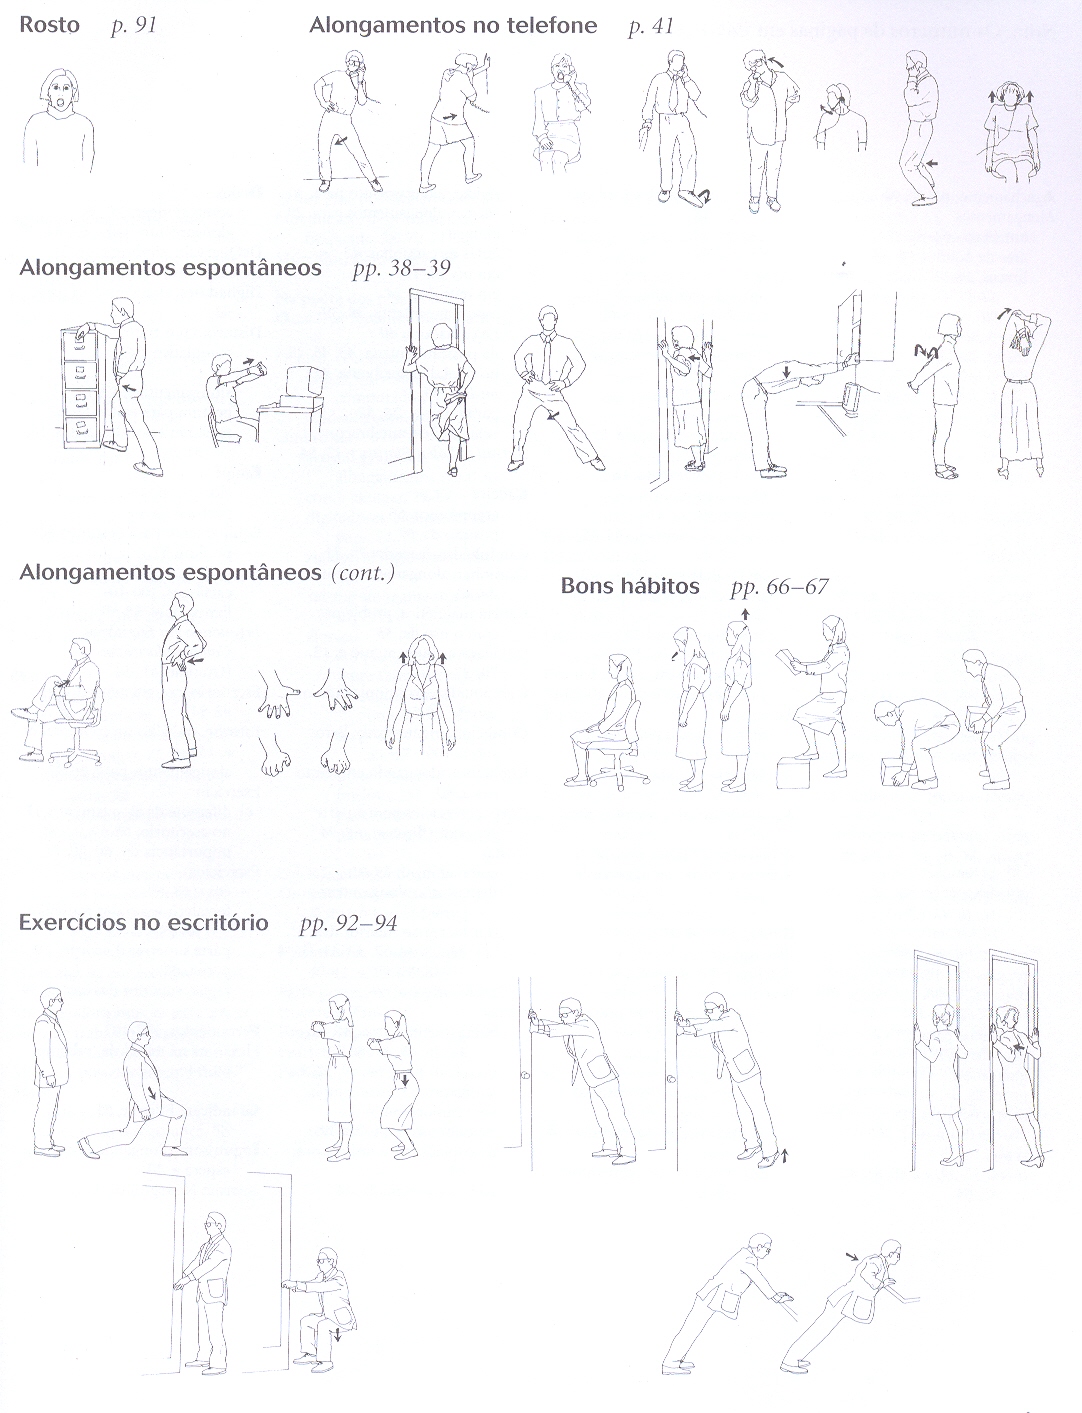 Rosto p. 91
Alongamentos no telefone p. 41
Alongamentos espontâneos pp. 38–39
Alongamentos espontâneos (cont.)
Bons hábitos pp. 66–67
Exercícios no escritório pp. 92–94